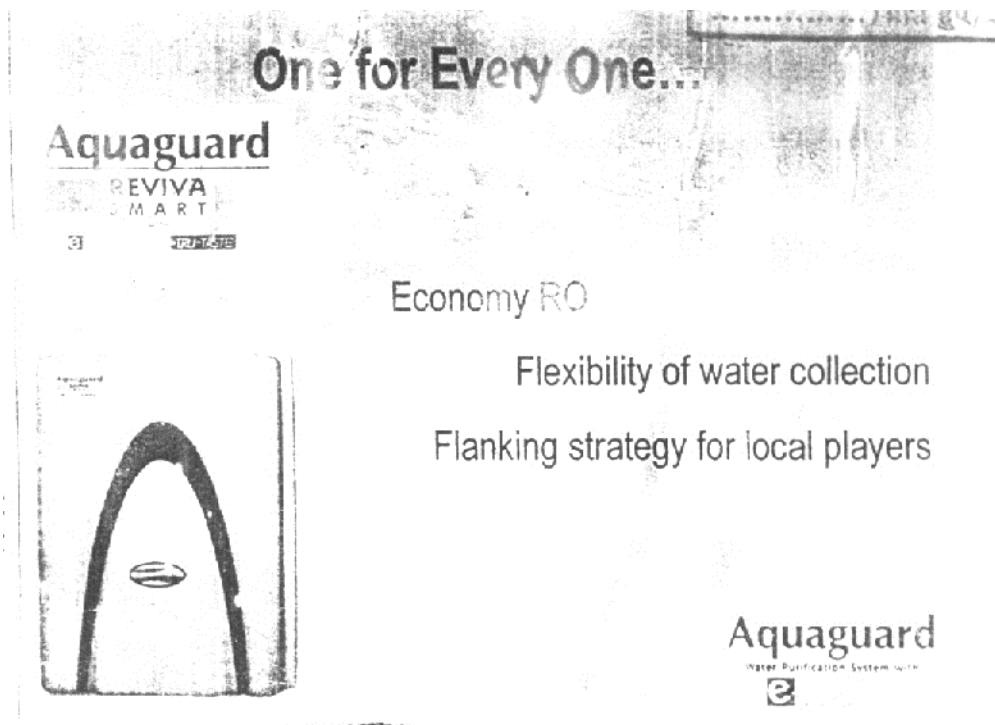 One for Every One...
Aquaguard
REVIVA
SMART
e
Economy RO
Flexibility of water collection
Flanking strategy for local players
Aquaguard
Aquaguard
Water Purification System with
e